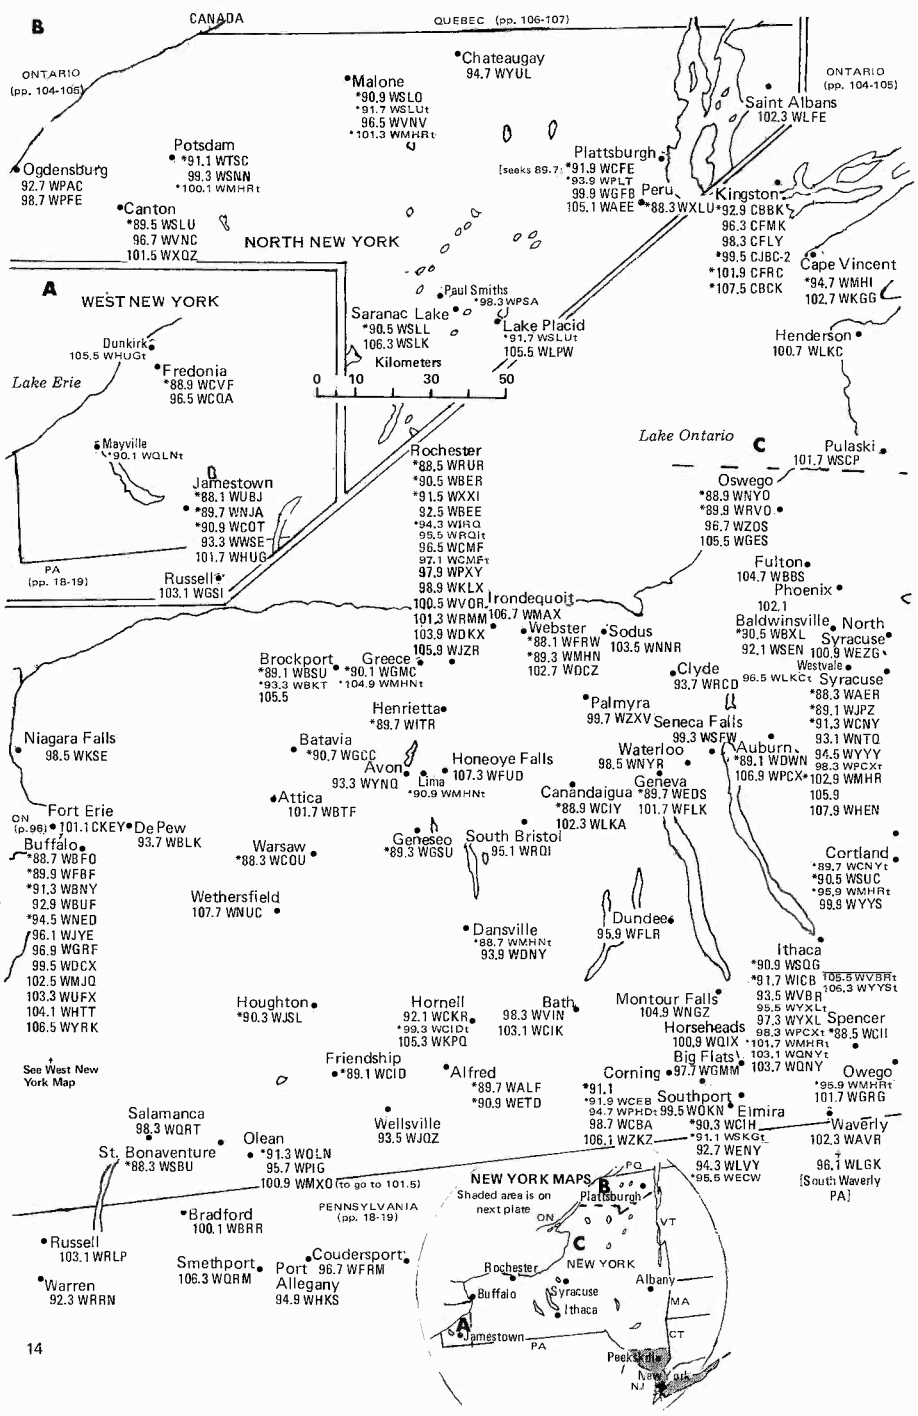 B
CANADA
QUEBEC (pp. 106-107)
ONTARIO
(pp. 104-105)
Chateaugay
94.7 WYUL
Malone
*90.9 WSLO
*91.7 WSLUt
96.5 WVNV
*101.3 WMHRt
ONTARIO
(pp. 104-105)
Saint Albans
102.3 WLFE
Potsdam
*91.1 WTSC
99.3 WSNN
*100.1 WMHRt
Ogdensburg
92.7 WPAC
98.7 WPFE
Canton
*89.5 WSLU
96.7 WVNC
101.5 WXQZ
Plattsburgh
[seeks 89.7] *91.9 WCFE
*93.9 WPLT
99.9 WGFB
105.1 WAEE
Peru
*88.3 WXLU
Kingston
*92.9 CBBK
96.3 CFMK
98.3 CFLY
*99.5 CJBC-2
*101.9 CFRC
*107.5 CBCK
Cape Vincent
*94.7 WMHI
102.7 WKGG
NORTH NEW YORK
Paul Smiths
*98.3 WPSA
Saranac Lake
*90.5 WSLL
106.3 WSLK
Lake Placid
*91.7 WSLUt
105.5 WLPW
Henderson
100.7 WLKC
Kilometers
0 10 30 50
A
WEST NEW YORK
Dunkirk
105.5 WHUGt
Fredonia
*88.9 WCVF
96.5 WCQA
Lake Erie
Mayville
*90.1 WQLNt
Jamestown
*88.1 WUBJ
*89.7 WNJA
*90.9 WCOT
93.3 WWSE
101.7 WHUG
PA
(pp. 18-19)
Russell
103.1 WGSI
Lake Ontario
C
Pulaski
101.7 WSCP
Rochester
*88.5 WRUR
*90.5 WBER
*91.5 WXXI
92.5 WBEE
*94.3 WIRQ
95.5 WRQIt
96.5 WCMF
97.1 WCMFt
97.9 WPXY
98.9 WKLX
100.5 WVOR
101.3 WRMM
103.9 WDKX
105.9 WJZR
Oswego
*88.9 WNYO
*89.9 WRVO
96.7 WZOS
105.5 WGES
Fulton
104.7 WBBS
Phoenix
102.1
Irondequoit
106.7 WMAX
Webster
*88.1 WFRW
*89.3 WMHN
102.7 WDCZ
Sodus
103.5 WNNR
Baldwinsville
*90.5 WBXL
92.1 WSEN
North
Syracuse
100.9 WEZG
Westvale
96.5 WLKCt
Syracuse
*88.3 WAER
*89.1 WJPZ
*91.3 WCNY
93.1 WNTQ
94.5 WYYY
98.3 WPCXt
*102.9 WMHR
105.9
107.9 WHEN
Brockport
*89.1 WBSU
*93.3 WBKT
105.5
Greece
*90.1 WGMC
*104.9 WMHNt
Clyde
93.7 WRCD
Henrietta
*89.7 WITR
Palmyra
99.7 WZXV
Seneca Falls
99.3 WSFW
Niagara Falls
98.5 WKSE
Batavia
*90.7 WGCC
Avon
93.3 WYNQ
Lima
*90.9 WMHNt
Honeoye Falls
107.3 WFUD
Waterloo
98.5 WNYR
Auburn
*89.1 WDWN
106.9 WPCX
Geneva
*89.7 WEOS
101.7 WFLK
Canandaigua
*88.9 WCIY
102.3 WLKA
Attica
101.7 WBTF
ON
(p.96)
Fort Erie
101.1 CKEY
De Pew
93.7 WBLK
Warsaw
*88.3 WCOU
Geneseo
*89.3 WGSU
South Bristol
95.1 WRQI
Cortland
*89.7 WCNYt
*90.5 WSUC
*95.9 WMHRt
99.9 WYYS
Buffalo
*88.7 WBFO
*89.9 WFBF
*91.3 WBNY
92.9 WBUF
*94.5 WNED
96.1 WJYE
96.9 WGRF
99.5 WDCX
102.5 WMJQ
103.3 WUFX
104.1 WHTT
106.5 WYRK
Wethersfield
107.7 WNUC
Dundee
95.9 WFLR
Dansville
*88.7 WMHNt
93.9 WDNY
Ithaca
*90.9 WSQG
*91.7 WICB
93.5 WVBR
95.5 WYXLt
97.3 WYXL
98.3 WPCXt
*101.7 WMHRt
103.1 WQNYt
103.7 WQNY
105.5 WVBRt
106.3 WYYSt
Spencer
*88.5 WCII
Houghton
*90.3 WJSL
Hornell
92.1 WCKR
*99.3 WCIDt
105.3 WKPQ
Bath
98.3 WVIN
103.1 WCIK
Montour Falls
104.9 WNGZ
Horseheads
100.9 WQIX
Big Flats
97.7 WGMM
See West New
York Map
Friendship
*89.1 WCID
Alfred
*89.7 WALF
*90.9 WETD
Corning
*91.1
*91.9 WCEB
94.7 WPHDt
98.7 WCBA
106.1 WZKZ
Southport
99.5 WOKN
Elmira
*90.3 WCIH
*91.1 WSKGt
92.7 WENY
94.3 WLVY
*95.5 WECW
Owego
*95.9 WMHRt
101.7 WGRG
Waverly
102.3 WAVR
96.1 WLGK
[South Waverly
PA]
Salamanca
98.3 WQRT
St. Bonaventure
*88.3 WSBU
Olean
*91.3 WOLN
95.7 WPIG
100.9 WMXO (to go to 101.5)
Wellsville
93.5 WJQZ
PENNSYLVANIA
(pp. 18-19)
Bradford
100.1 WBRR
Russell
103.1 WRLP
Warren
92.3 WRRN
Smethport
106.3 WQRM
Port
Allegany
94.9 WHKS
Coudersport
96.7 WFRM
NEW YORK MAPS
Shaded area is on
next plate
PQ
B
Plattsburgh
ON
VT
C
NEW YORK
Rochester
Buffalo
Syracuse
Ithaca
Albany
MA
CT
A
Jamestown
PA
Peekskill
New York
NJ
14